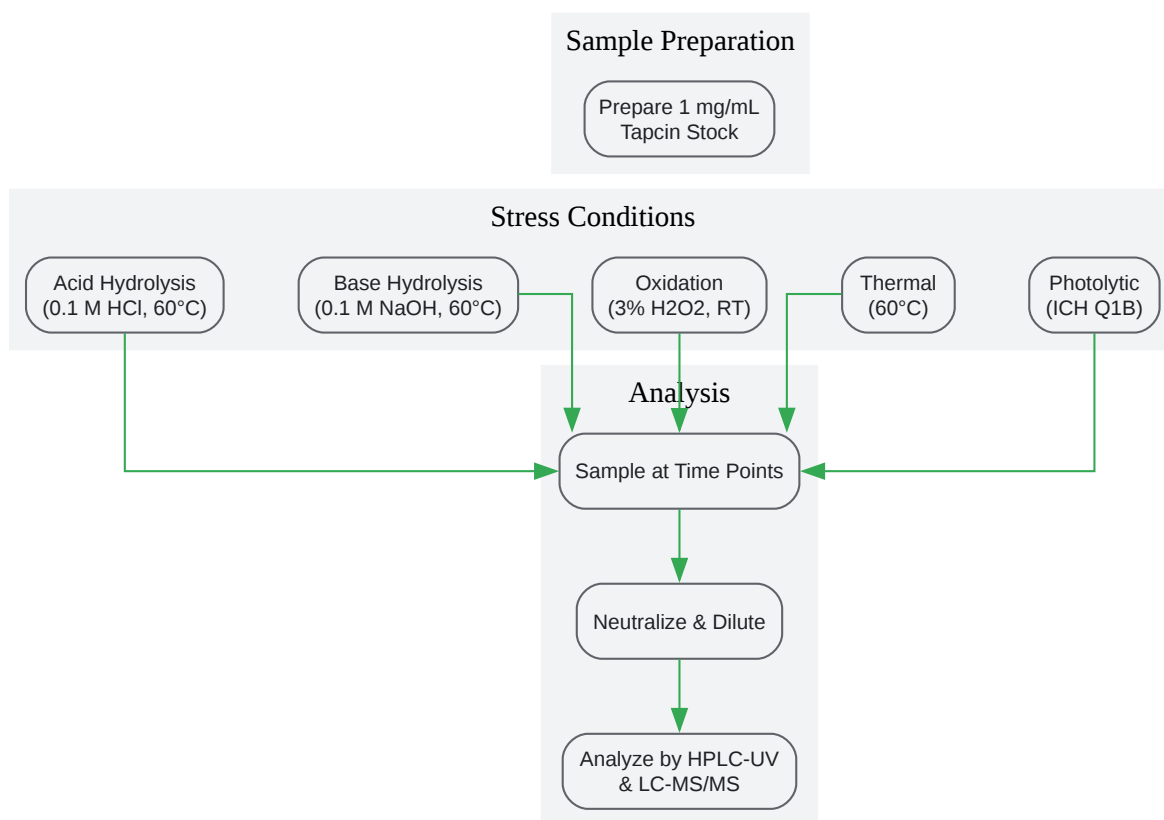 Sample Preparation
Prepare 1 mg/mL
Tapcin Stock
Stress Conditions
Acid Hydrolysis
(0.1 M HCl, 60°C)
Base Hydrolysis
(0.1 M NaOH, 60°C)
Oxidation
(3% H2O2, RT)
Thermal
(60°C)
Photolytic
(ICH Q1B)
Analysis
Sample at Time Points
Neutralize & Dilute
Analyze by HPLC-UV
& LC-MS/MS